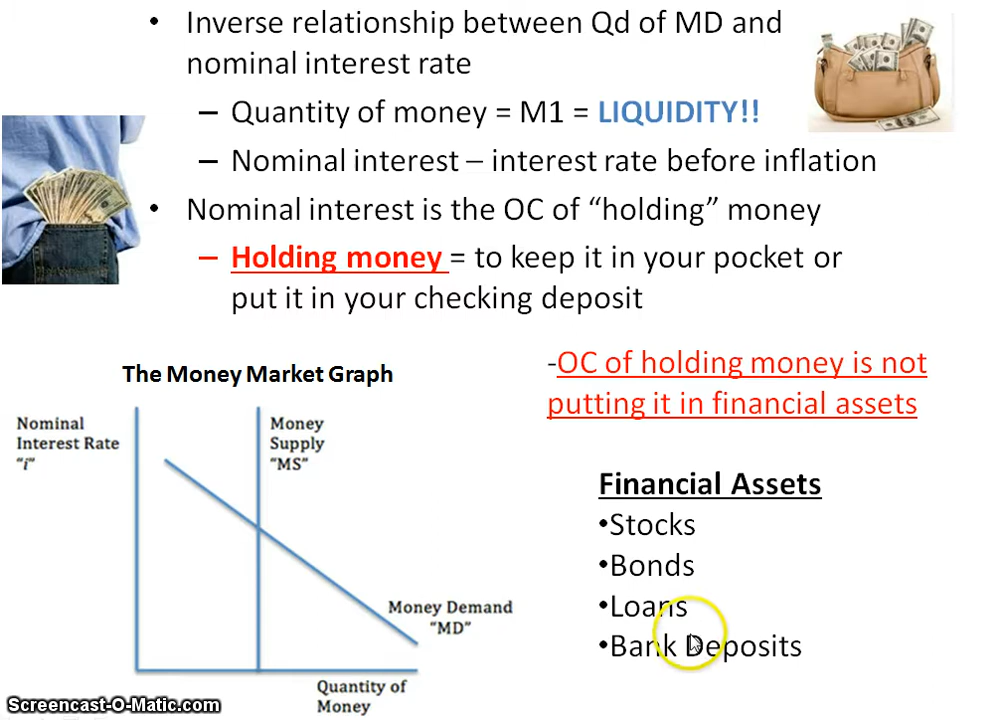 • Inverse relationship between Qd of MD and
nominal interest rate
– Quantity of money = M1 = LIQUIDITY!!
– Nominal interest – interest rate before inflation
• Nominal interest is the OC of “holding” money
– Holding money = to keep it in your pocket or
put it in your checking deposit
The Money Market Graph
Nominal
Interest Rate
“i”
Money
Supply
“MS”
Money Demand
“MD”
Quantity of
Money
-OC of holding money is not
putting it in financial assets
Financial Assets
•Stocks
•Bonds
•Loans
•Bank Deposits
Screencast-O-Matic.com